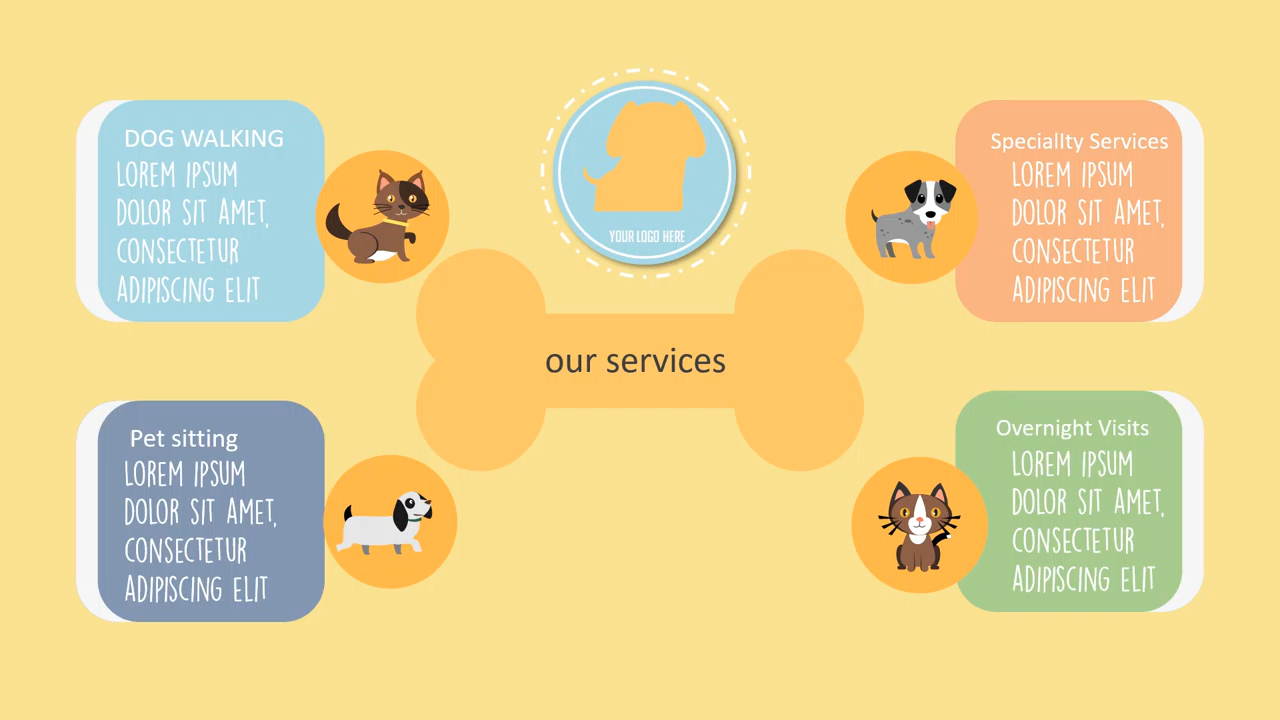 YOUR LOGO HERE
DOG WALKING
LOREM IPSUM
DOLOR SIT AMET,
CONSECTETUR
ADIPISCING ELIT
Speciallty Services
LOREM IPSUM
DOLOR SIT AMET,
CONSECTETUR
ADIPISCING ELIT
our services
Pet sitting
LOREM IPSUM
DOLOR SIT AMET,
CONSECTETUR
ADIPISCING ELIT
Overnight Visits
LOREM IPSUM
DOLOR SIT AMET,
CONSECTETUR
ADIPISCING ELIT